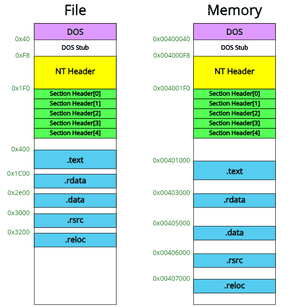 File
DOS
0x40
DOS Stub
0xF8
NT Header
0x1F0
Section Header[0]
Section Header[1]
Section Header[2]
Section Header[3]
Section Header[4]
0x400
.text
0x1C00
.rdata
0x2e00
.data
0x3000
.rsrc
0x3200
.reloc
Memory
DOS
0x00400040
DOS Stub
0x004000F8
NT Header
0x004001F0
Section Header[0]
Section Header[1]
Section Header[2]
Section Header[3]
Section Header[4]
0x00401000
.text
0x00403000
.rdata
0x00405000
.data
0x00406000
.rsrc
0x00407000
.reloc